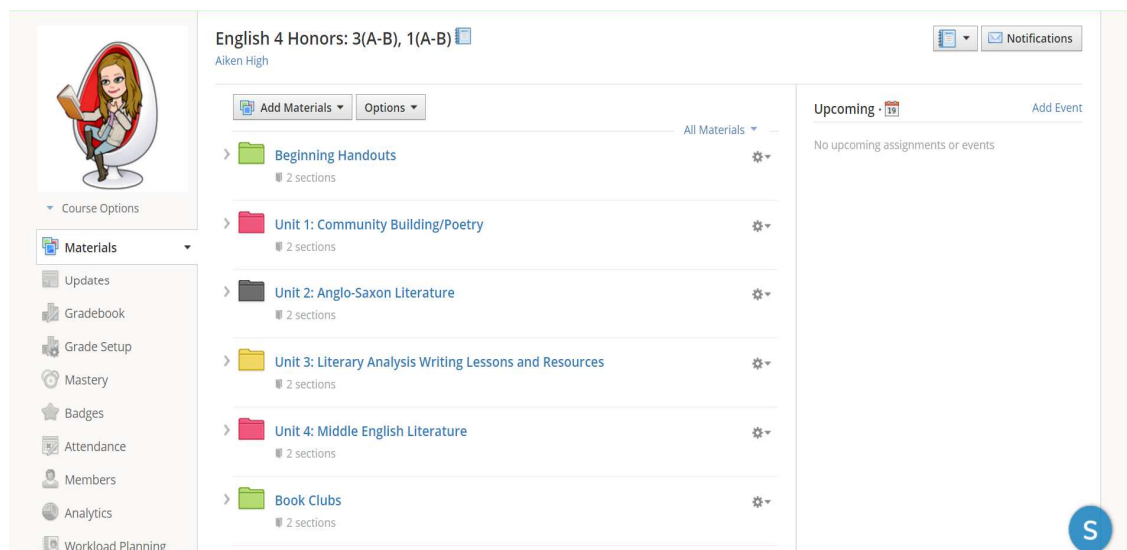 English 4 Honors: 3(A-B), 1(A-B)
Aiken High
Notifications
Add Materials
Options
All Materials
Upcoming · 19
Add Event
No upcoming assignments or events
Course Options
Materials
Updates
Gradebook
Grade Setup
Mastery
Badges
Attendance
Members
Analytics
Workload Planning
Beginning Handouts
2 sections
Unit 1: Community Building/Poetry
2 sections
Unit 2: Anglo-Saxon Literature
2 sections
Unit 3: Literary Analysis Writing Lessons and Resources
2 sections
Unit 4: Middle English Literature
2 sections
Book Clubs
2 sections
S